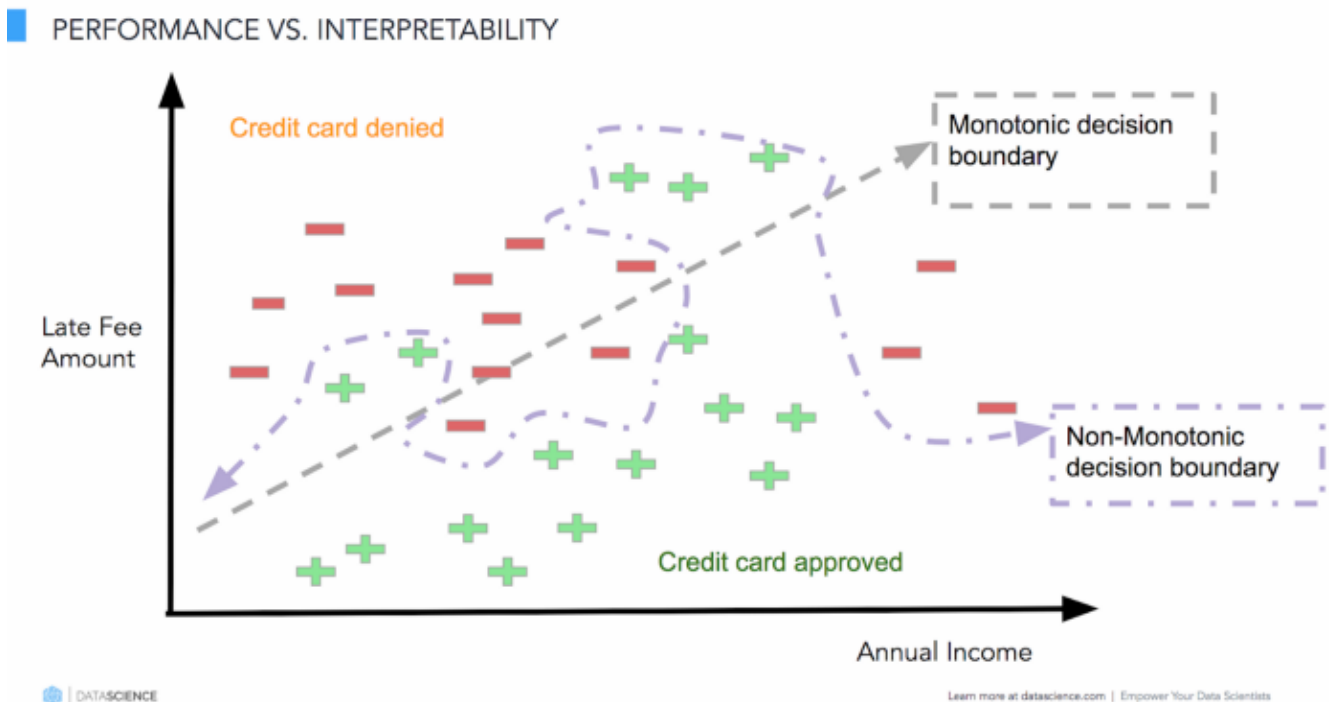 PERFORMANCE VS. INTERPRETABILITY
Credit card denied
Monotonic decision
boundary
Late Fee
Amount
Non-Monotonic
decision boundary
Credit card approved
Annual Income
DATASCIENCE
Learn more at datascience.com | Empower Your Data Scientists